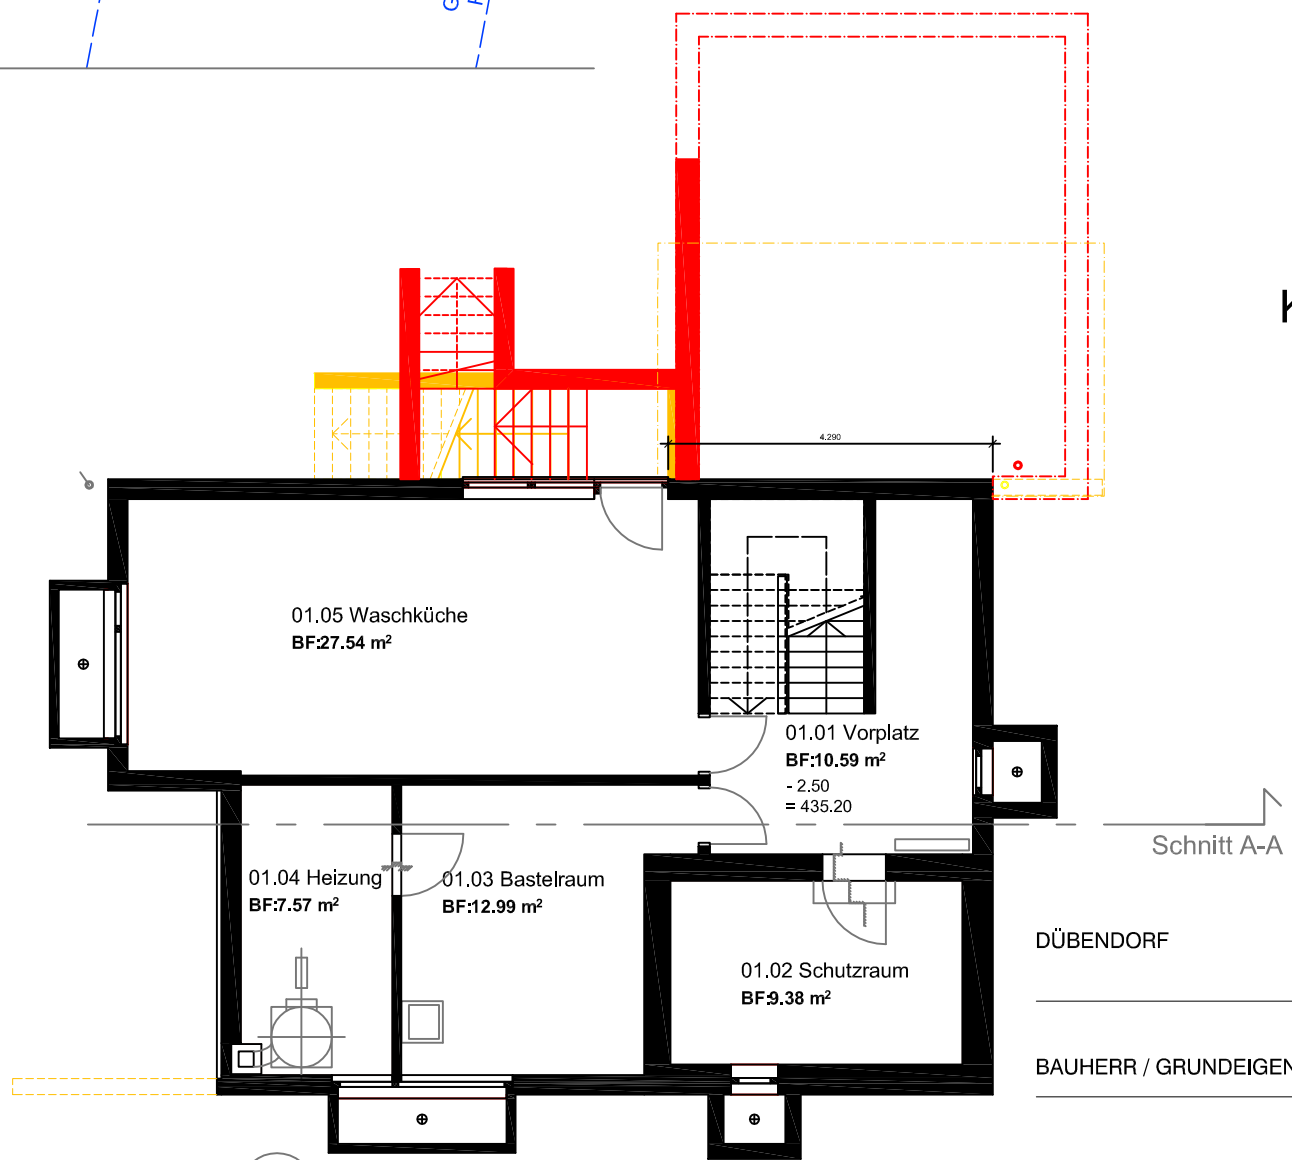 4.290
01.05 Waschküche
BF:27.54 m²
01.01 Vorplatz
BF:10.59 m²
- 2.50
= 435.20
Schnitt A-A
01.04 Heizung
BF:7.57 m²
01.03 Bastelraum
BF:12.99 m²
DÜBENDORF
01.02 Schutzraum
BF:9.38 m²
BAUHERR /